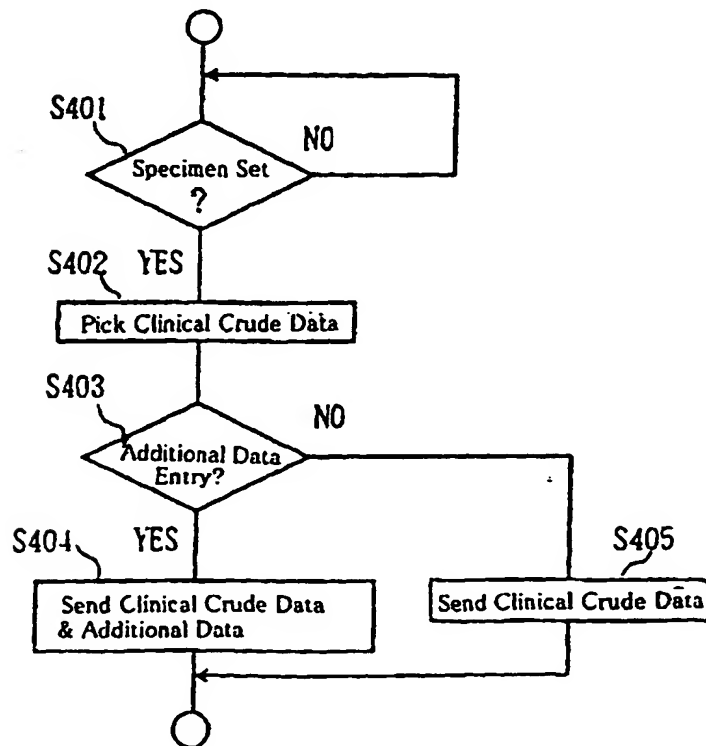 S401
NO
Specimen Set
?
YES
S402
Pick Clinical Crude Data
S403
NO
Additional Data
Entry?
S404
YES
S405
Send Clinical Crude Data
& Additional Data
Send Clinical Crude Data